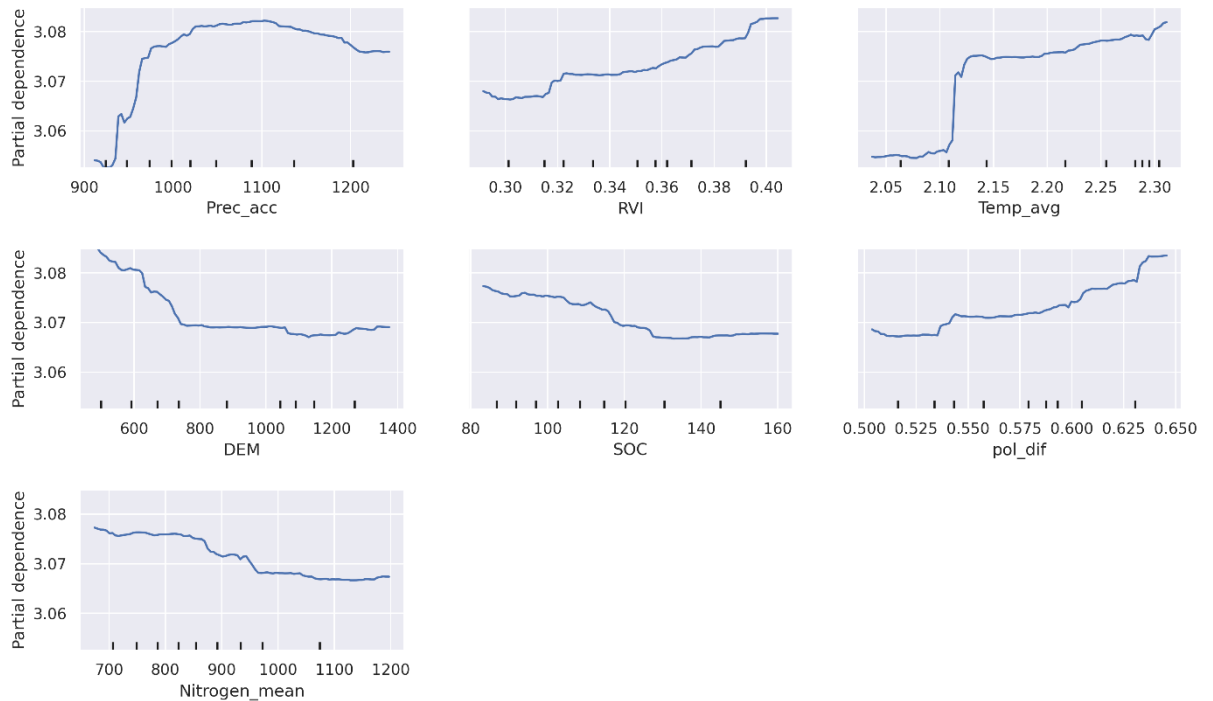 Partial dependence
3.08
3.07
3.06
900 1000 1100 1200
Prec_acc
0.30 0.32 0.34 0.36 0.38 0.40
RVI
2.05 2.10 2.15 2.20 2.25 2.30
Temp_avg
Partial dependence
3.08
3.07
3.06
600 800 1000 1200 1400
DEM
80 100 120 140 160
SOC
0.500 0.525 0.550 0.575 0.600 0.625 0.650
pol_dif
Partial dependence
3.08
3.07
3.06
700 800 900 1000 1100 1200
Nitrogen_mean